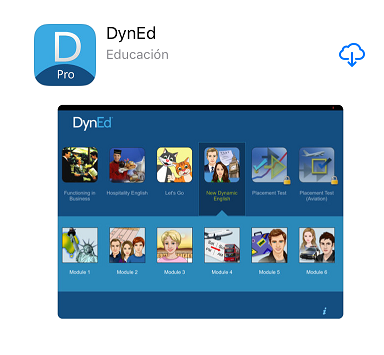 DynEd
Educación
D
Pro
DynEd
Functioning in
Business
Hospitality English
Let's Go
New Dynamic
English
Placement Test
Placement Test
(Aviation)
Module 1
Module 2
Module 3
Module 4
Module 5
Module 6
i